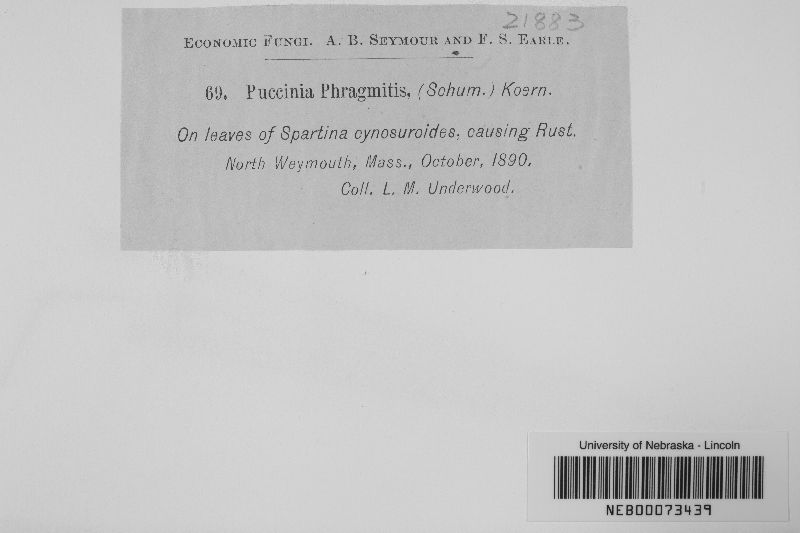 21883
ECONOMIC FUNGI. A. B. SEYMOUR AND F. S. EARLE.
69. Puccinia Phragmitis, (Schum.) Koern.
On leaves of Spartina cynosuroides, causing Rust.
North Weymouth, Mass., October, 1890.
Coll. L. M. Underwood.
University of Nebraska - Lincoln
NEB00073439